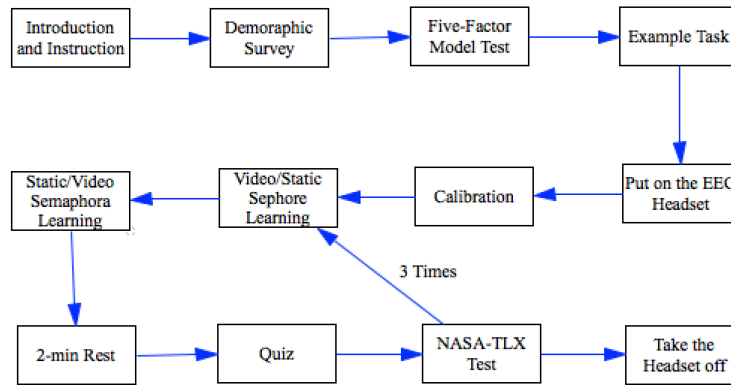 Introduction
and Instruction
Demoraphic
Survey
Five-Factor
Model Test
Example Task
Put on the EEG
Headset
Calibration
Video/Static
Sephore
Learning
Static/Video
Semaphora
Learning
3 Times
2-min Rest
Quiz
NASA-TLX
Test
Take the
Headset off